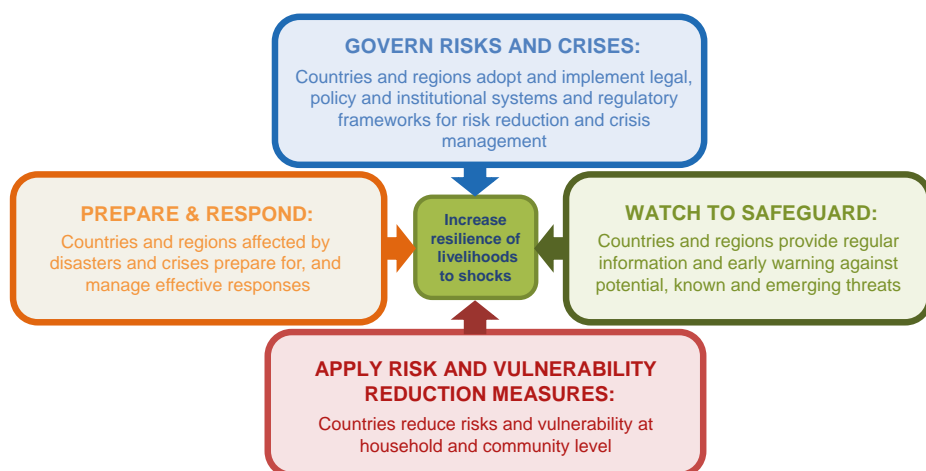 GOVERN RISKS AND CRISES:
Countries and regions adopt and implement legal,
policy and institutional systems and regulatory
frameworks for risk reduction and crisis
management
PREPARE & RESPOND:
Countries and regions affected by
disasters and crises prepare for, and
manage effective responses
Increase
resilience of
livelihoods
to shocks
WATCH TO SAFEGUARD:
Countries and regions provide regular
information and early warning against
potential, known and emerging threats
APPLY RISK AND VULNERABILITY
REDUCTION MEASURES:
Countries reduce risks and vulnerability at
household and community level